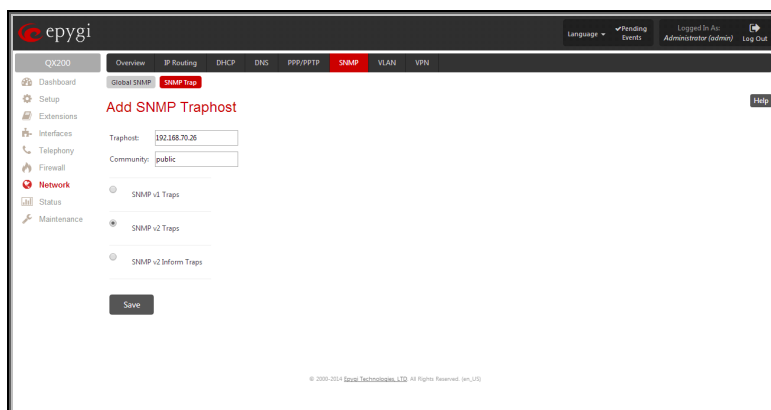 epygi
Language
Pending Events
Logged In As:
Administrator (admin)
Log Out
QX200
Overview IP Routing DHCP DNS PPP/PPTP SNMP VLAN VPN
Dashboard
Setup
Extensions
Interfaces
Telephony
Firewall
Network
Status
Maintenance
Global SNMP SNMP Trap
Help
Add SNMP Traphost
Traphost: 192.168.70.26
Community: public
SNMP v1 Traps
SNMP v2 Traps
SNMP v2 Inform Traps
Save
© 2000-2014 Epygi Technologies, LTD. All Rights Reserved. (en_US)